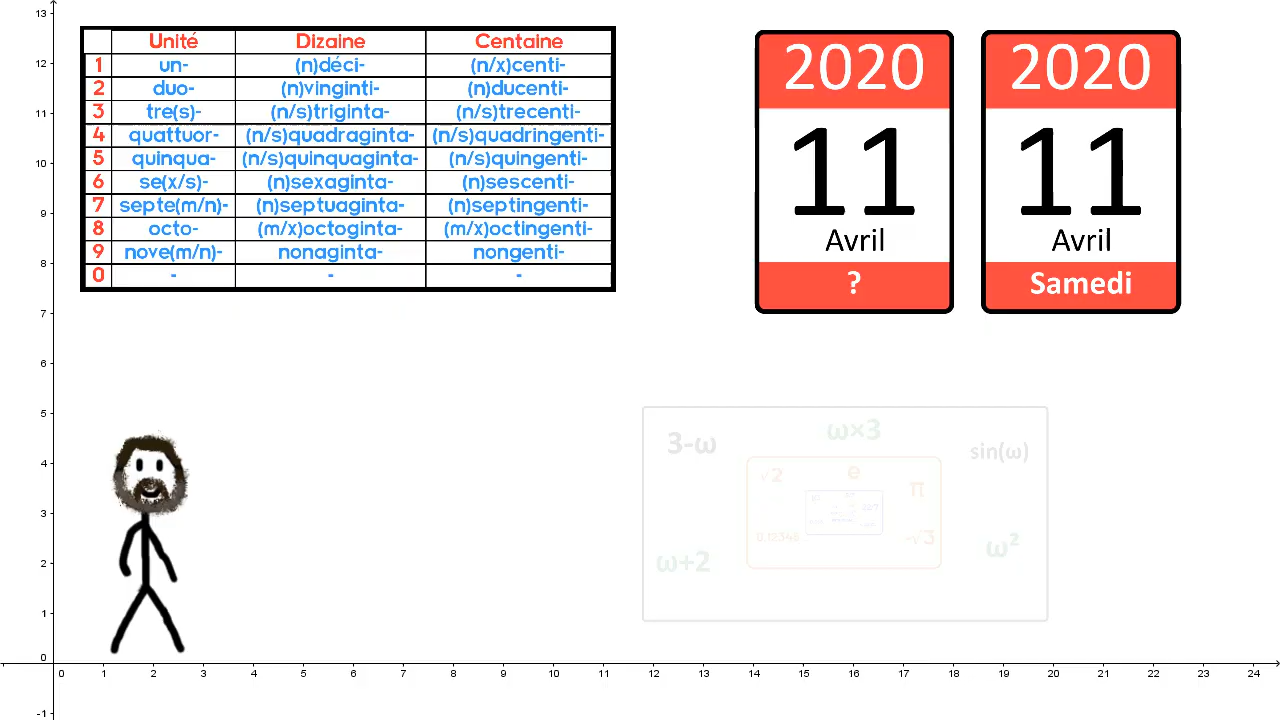 Unité Dizaine Centaine
1 un- (n)déci- (n/x)centi-
2 duo- (n)vinginti- (n)ducenti-
3 tre(s)- (n/s)triginta- (n/s)trecenti-
4 quattuor- (n/s)quadraginta- (n/s)quadringenti-
5 quinqua- (n/s)quinquaginta- (n/s)quingenti-
6 se(x/s)- (n)sexaginta- (n)sescenti-
7 septe(m/n)- (n)septuaginta- (n)septingenti-
8 octo- (m/x)octoginta- (m/x)octingenti-
9 nove(m/n)- nonaginta- nongenti-
0 - - -
2020
11
Avril
?
2020
11
Avril
Samedi
3-ω
ω×3
sin(ω)
√2
e
π
-√3
ω+2
ω²
13
12
11
10
9
8
7
6
5
4
3
2
1
0
-1
0 1 2 3 4 5 6 7 8 9 10 11 12 13 14 15 16 17 18 19 20 21 22 23 24